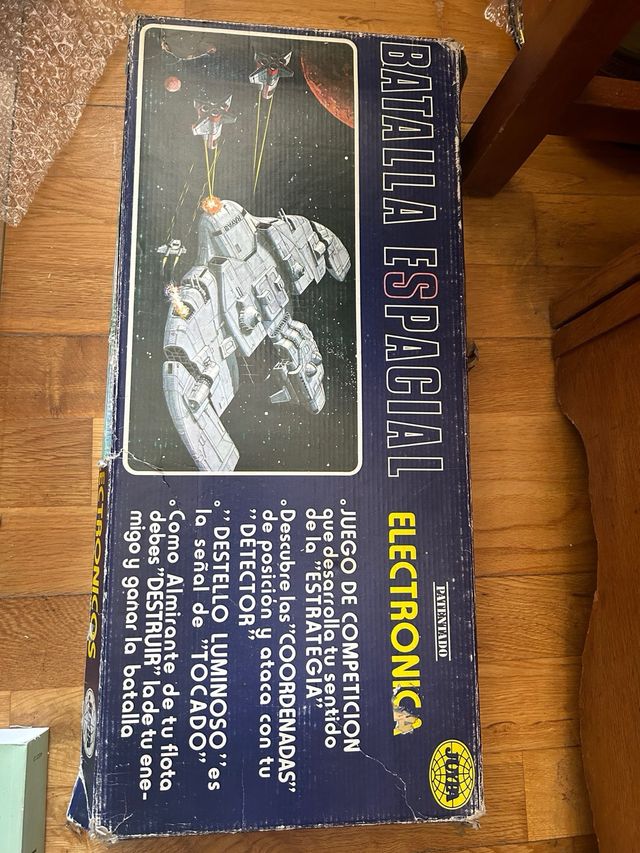 BATALLA ESPACIAL ELECTRONICA
PATENTADO
JOYPA
°JUEGO DE COMPETICION
que desarrolla tu sentido
de la "ESTRATEGIA"
°Descubre las "COORDENADAS"
de posición y ataca con tu
"DETECTOR"
°"DESTELLO LUMINOSO" es
la señal de "TOCADO"
°Como Almirante de tu flota
debes "DESTRUIR" la de tu ene-
migo y ganar la batalla
ECTRONICOS